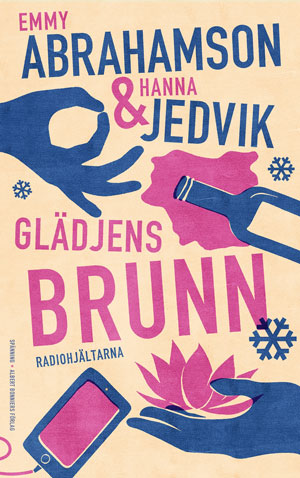 EMMY
ABRAHAMSON
& HANNA
JEDVIK
GLÄDJENS
BRUNN
RADIOHJÄLTARNA
SPÄNNING • ALBERT BONNIERS FÖRLAG